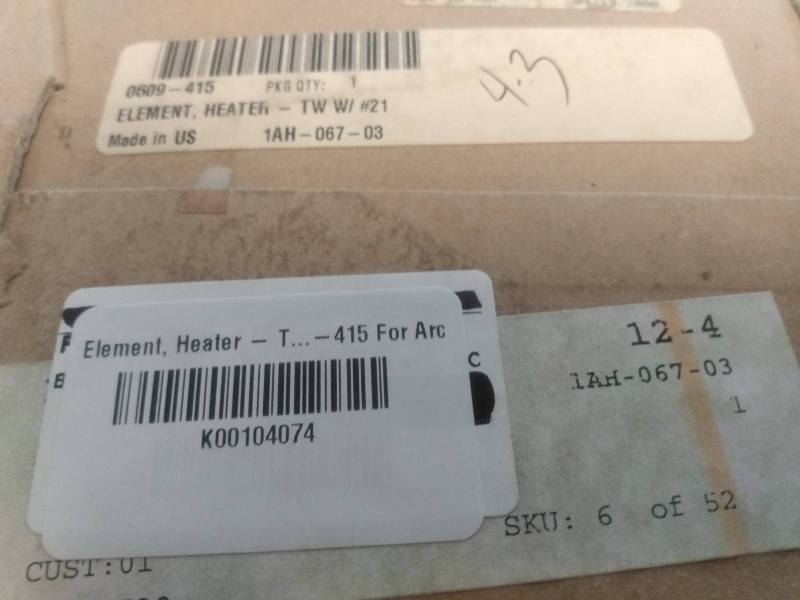 0609-415 PKG QTY: 1
ELEMENT, HEATER - TW W/ #21
Made in US 1AH-067-03
4.3
Element, Heater - T...-415 For Arc
K00104074
C
12-4
1AH-067-03
1
SKU: 6 of 52
CUST:01